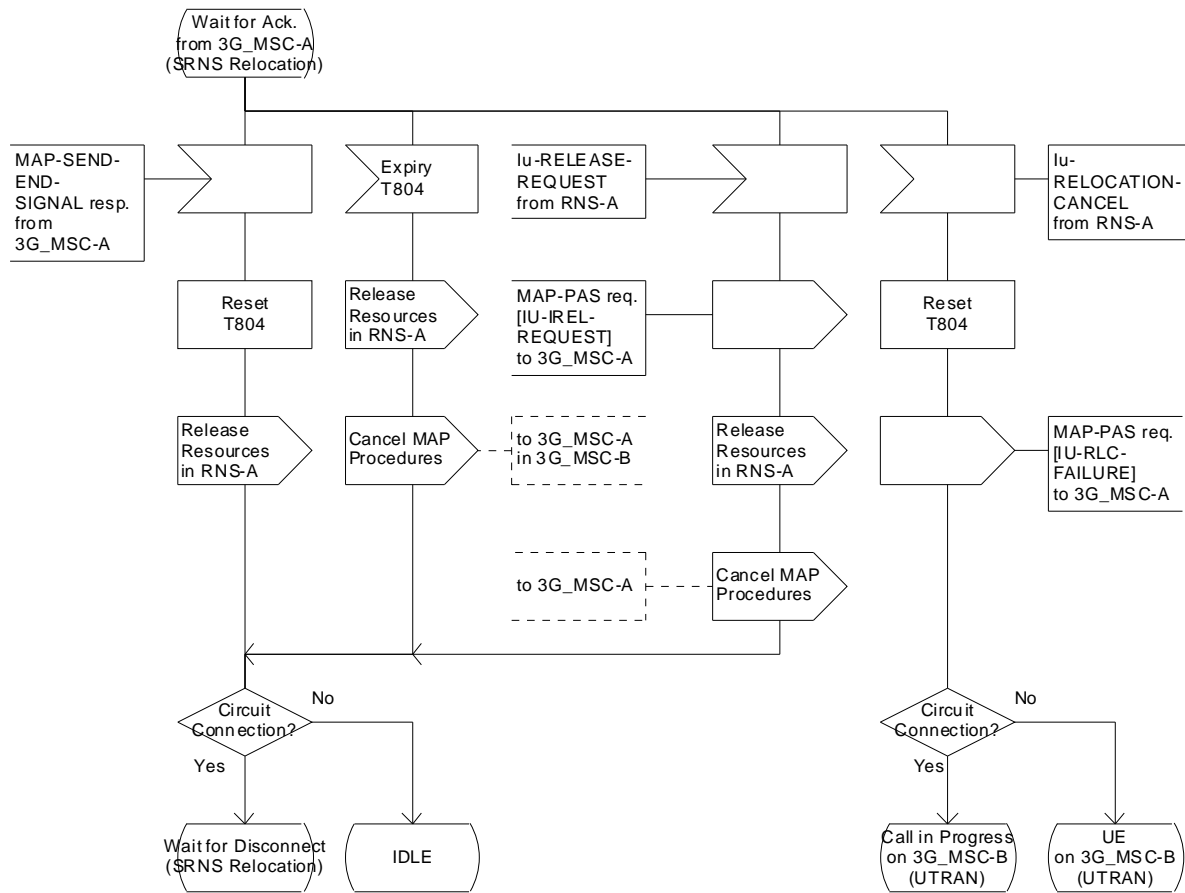 Wait for Ack.
from 3G_MSC-A
(SRNS Relocation)
MAP-SEND-
END-
SIGNAL resp.
from
3G_MSC-A
Expiry
T804
Iu-RELEASE-
REQUEST
from RNS-A
Iu-
RELOCATION-
CANCEL
from RNS-A
Reset
T804
Release
Resources
in RNS-A
MAP-PAS req.
[IU-IREL-
REQUEST]
to 3G_MSC-A
Reset
T804
Release
Resources
in RNS-A
Cancel MAP
Procedures
to 3G_MSC-A
in 3G_MSC-B
Release
Resources
in RNS-A
MAP-PAS req.
[IU-RLC-
FAILURE]
to 3G_MSC-A
to 3G_MSC-A
Cancel MAP
Procedures
Circuit
Connection?
No
Yes
Circuit
Connection?
No
Yes
Wait for Disconnect
(SRNS Relocation)
IDLE
Call in Progress
on 3G_MSC-B
(UTRAN)
UE
on 3G_MSC-B
(UTRAN)